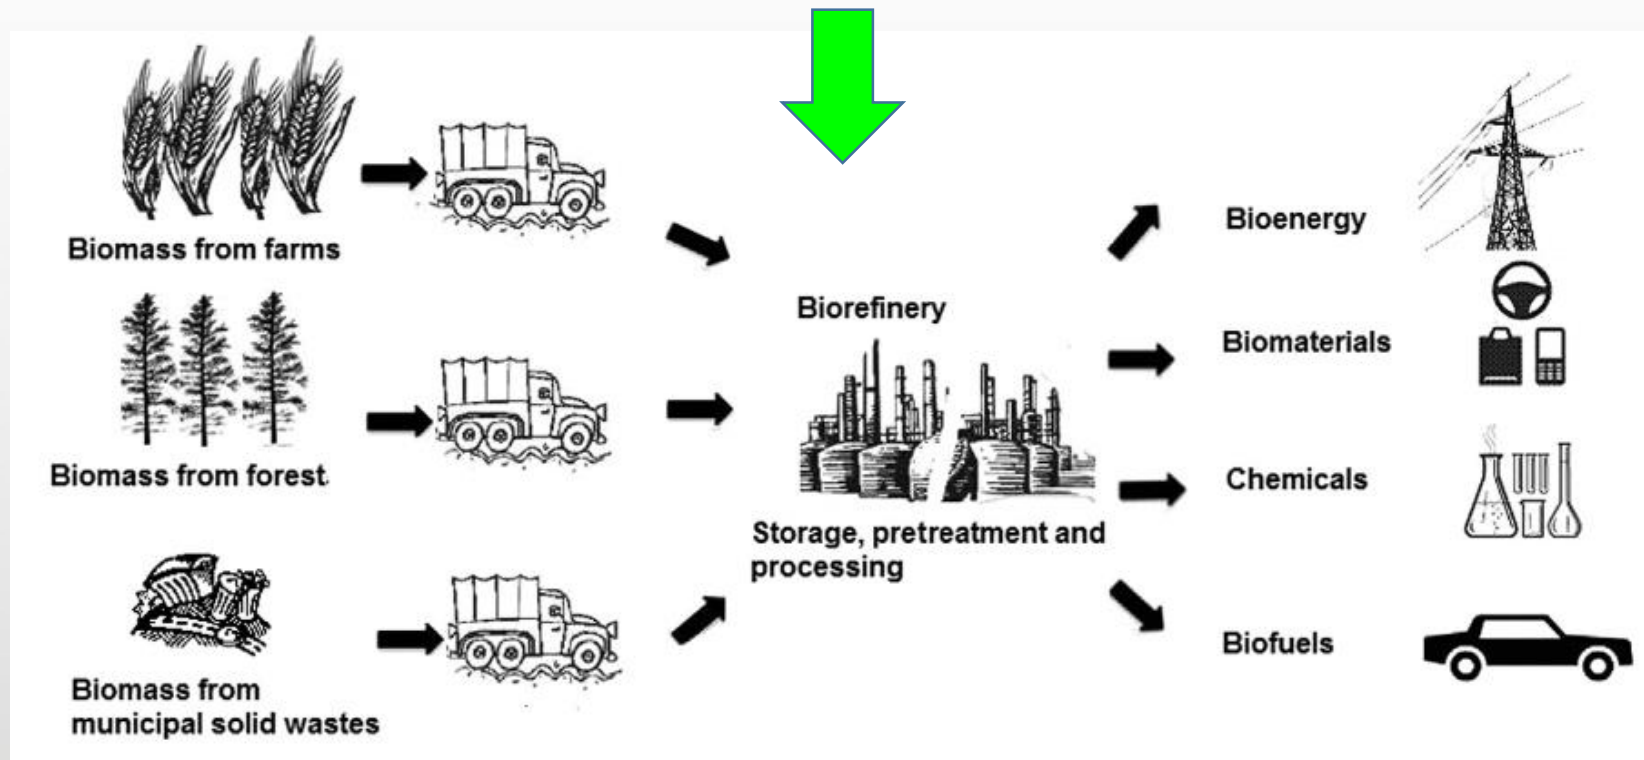 Biomass from farms
Biomass from forest.
Biomass from
municipal solid wastes
Biorefinery
Storage, pretreatment and
processing
Bioenergy
Biomaterials
Chemicals
Biofuels